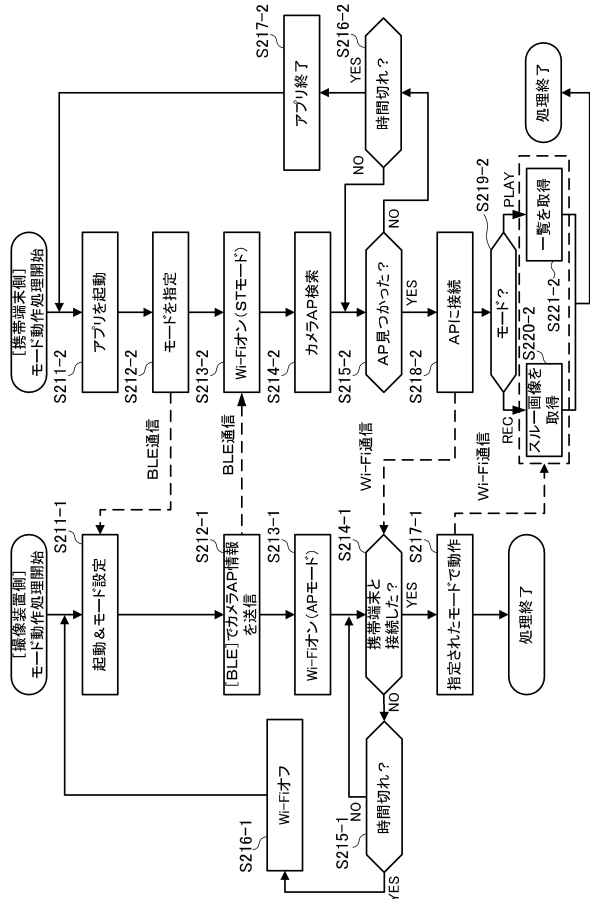 [撮像装置側]
モード動作処理開始
S211-1
起動＆モード設定
S212-1
[BLE]でカメラAP情報
を送信
S213-1
Wi-Fiオン(APモード)
S214-1
携帯端末と
接続した？
YES
NO
S215-1
時間切れ？
NO
YES
S216-1
Wi-Fiオフ
S217-1
指定されたモードで動作
処理終了
BLE通信
BLE通信
Wi-Fi通信
Wi-Fi通信
[携帯端末側]
モード動作処理開始
S211-2
アプリを起動
S212-2
モードを指定
S213-2
Wi-Fiオン(STモード)
S214-2
カメラAP検索
S215-2
AP見つかった？
YES
NO
S216-2
時間切れ？
YES
NO
S217-2
アプリ終了
S218-2
APに接続
S219-2
モード？
REC
PLAY
S220-2
スルー画像を
取得
S221-2
一覧を取得
処理終了